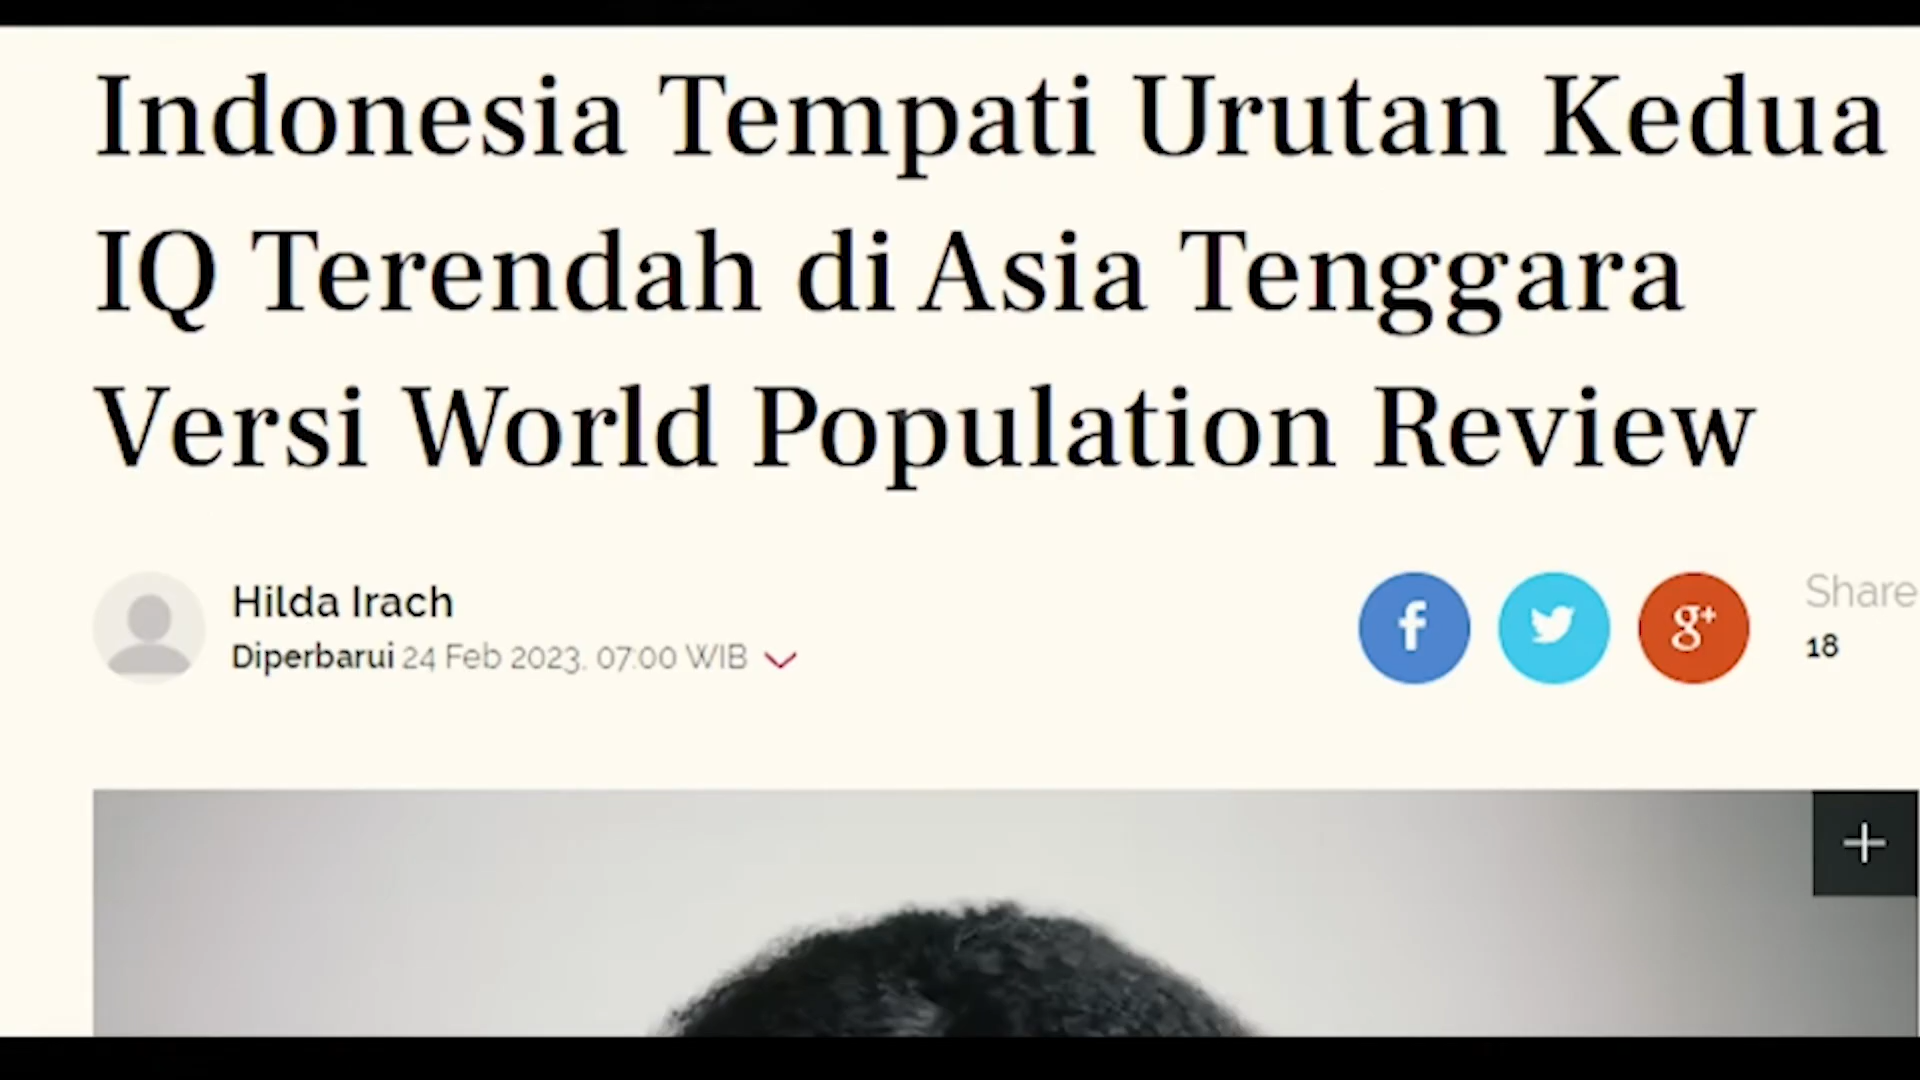 Indonesia Tempati Urutan Kedua
IQ Terendah di Asia Tenggara
Versi World Population Review
Hilda Irach
Diperbarui 24 Feb 2023, 07:00 WIB
f
g+
Share
18